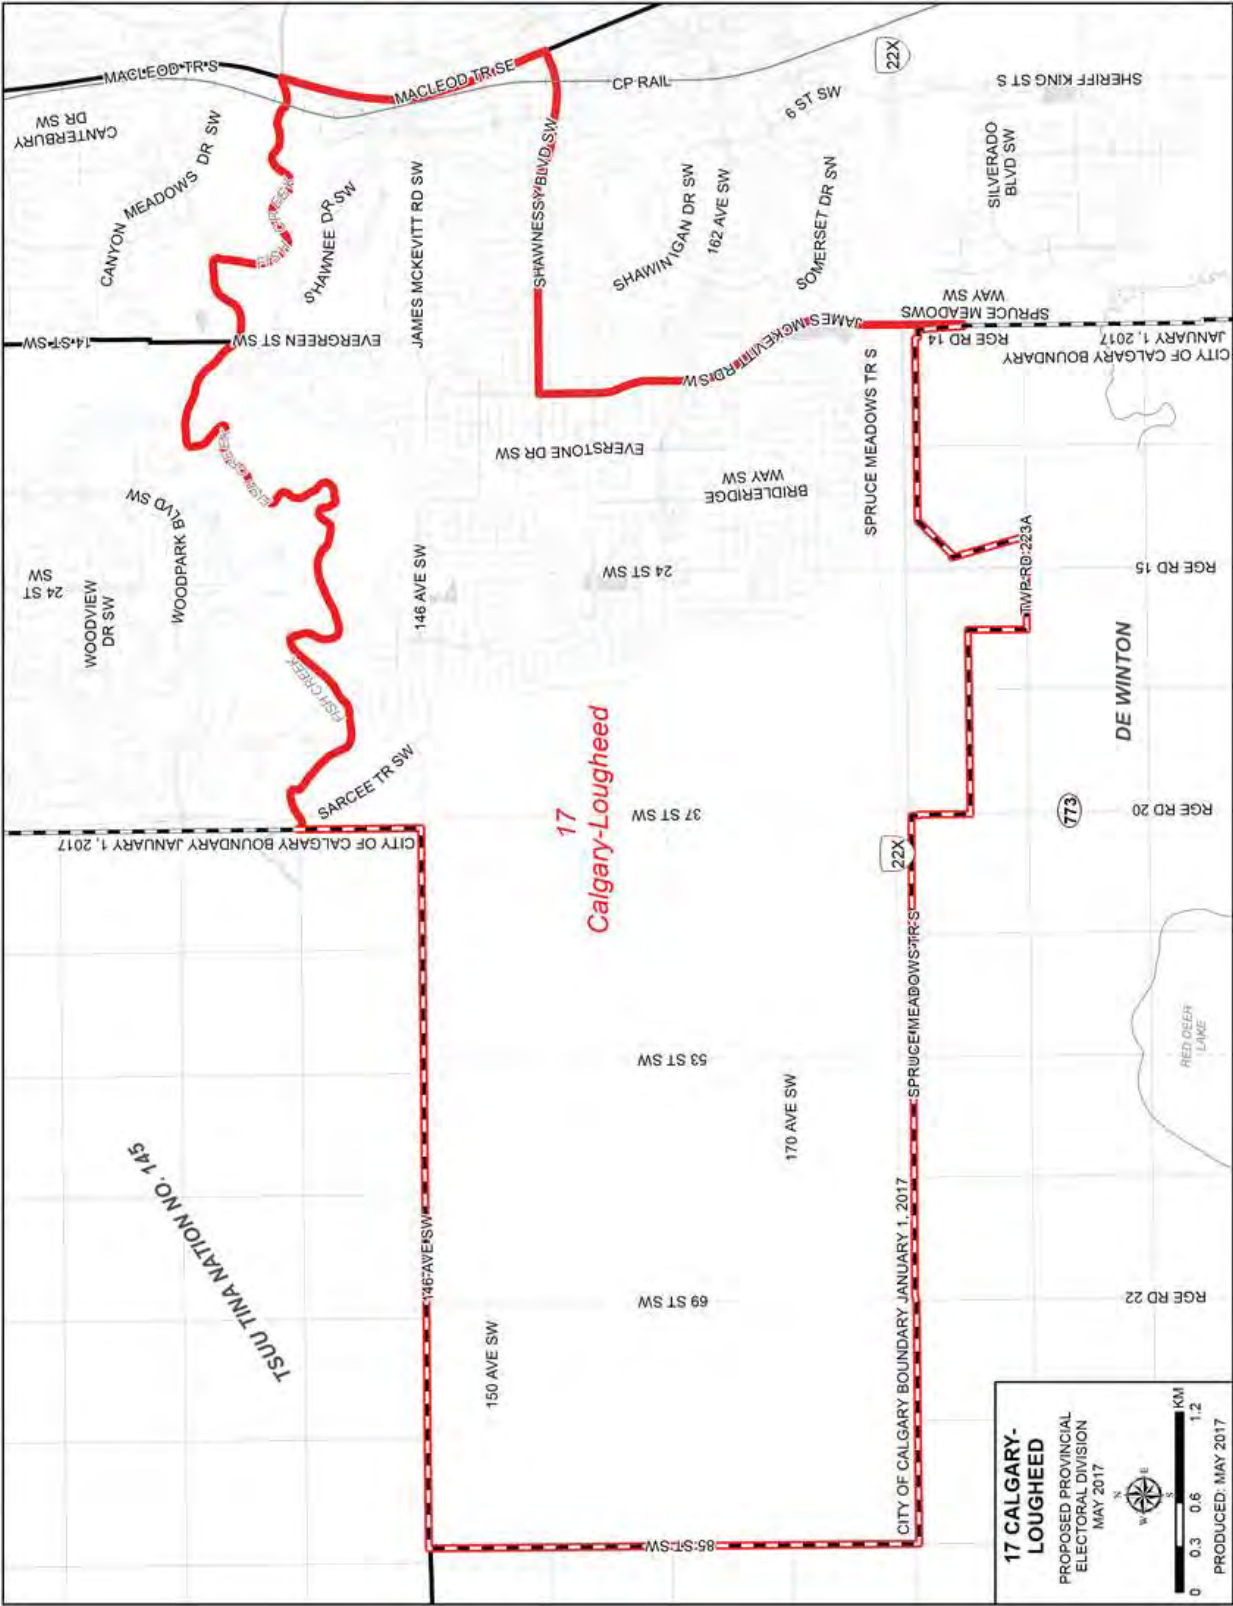 MACLEOD TR S
CANTERBURY
DR SW
CANYON MEADOWS DR SW
MACLEOD TR SE
CP RAIL
22X
SHERIFF KING ST S
6 ST SW
FISH CREEK
SHAWNEE DR SW
JAMES MCKEVITT RD SW
SHAWNESSY BLVD SW
SHAWINIGAN DR SW
162 AVE SW
SOMERSET DR SW
SILVERADO
BLVD SW
14 ST SW
EVERGREEN ST SW
JAMES MCKEVITT RD SW
SPRUCE MEADOWS
WAY SW
RGE RD 14
CITY OF CALGARY BOUNDARY
JANUARY 1, 2017
SPRUCE MEADOWS TR S
FISH CREEK
EVERSTONE DR SW
BRIDLERIDGE
WAY SW
WOODPARK BLVD SW
24 ST
SW
WOODVIEW
DR SW
146 AVE SW
24 ST SW
TWP RD 223A
RGE RD 15
DE WINTON
FISH CREEK
SARCEE TR SW
CITY OF CALGARY BOUNDARY JANUARY 1, 2017
17
Calgary-Lougheed
37 ST SW
22X
773
RGE RD 20
SPRUCE MEADOWS TR S
RED DEER
LAKE
53 ST SW
170 AVE SW
TSUU TINA NATION NO. 145
146 AVE SW
150 AVE SW
69 ST SW
CITY OF CALGARY BOUNDARY JANUARY 1, 2017
RGE RD 22
85 ST SW
17 CALGARY-
LOUGHEED
PROPOSED PROVINCIAL
ELECTORAL DIVISION
MAY 2017
N
W E
S
KM
0 0.3 0.6 1.2
PRODUCED: MAY 2017